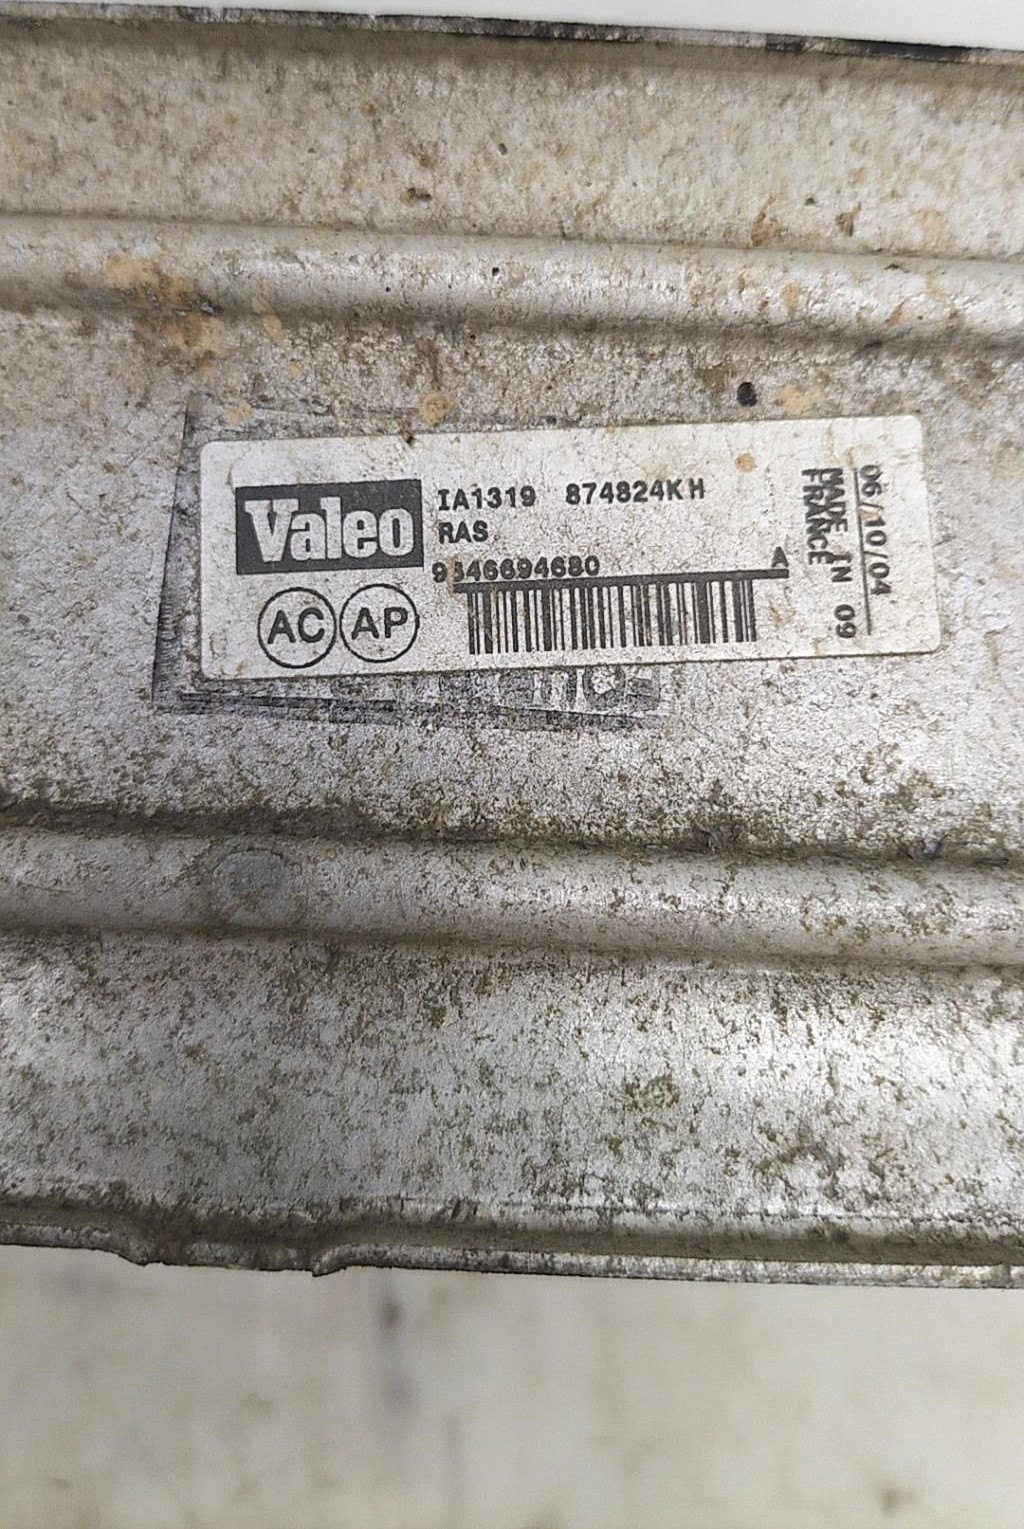 Valeo
IA1319 874824KH
RAS
9646694680 A
AC AP
MADE IN
FRANCE
06/10/04
09